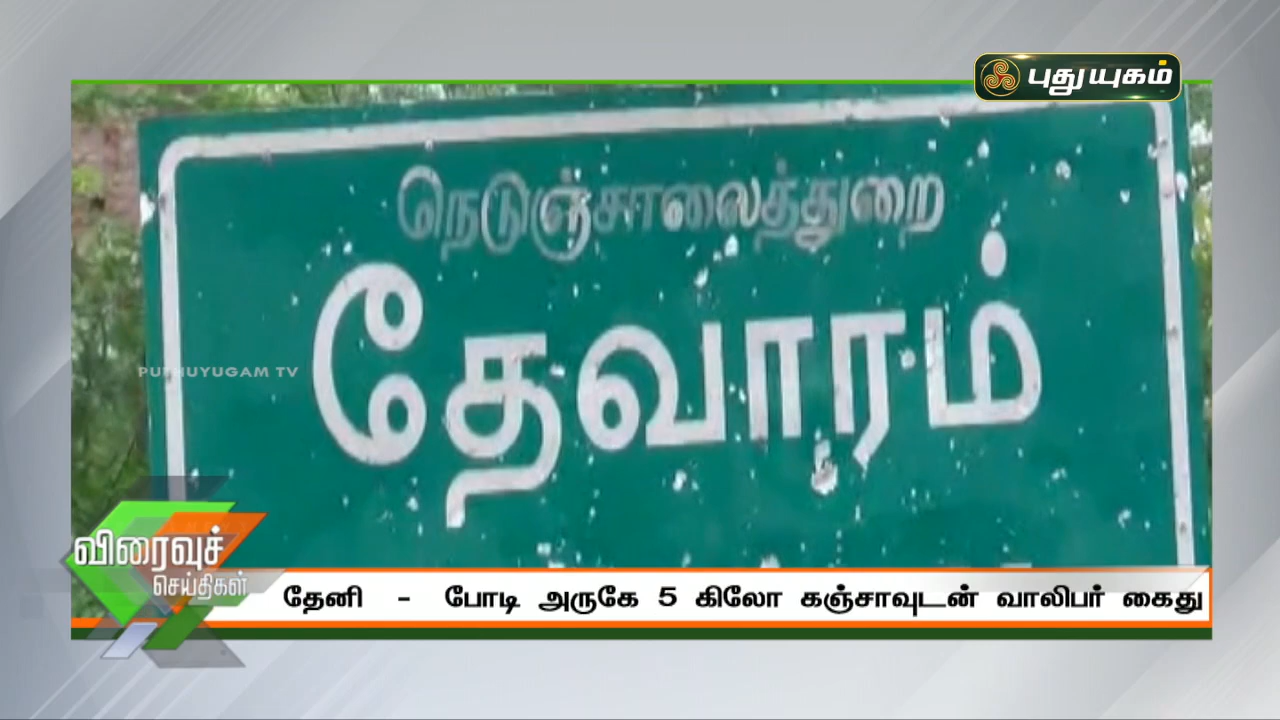 புதுயுகம்
நெடுஞ்சாலைத்துறை
தேவாரம்
PUTHUYUGAM TV
விரைவுச்
செய்திகள்
தேனி - போடி அருகே 5 கிலோ கஞ்சாவுடன் வாலிபர் கைது